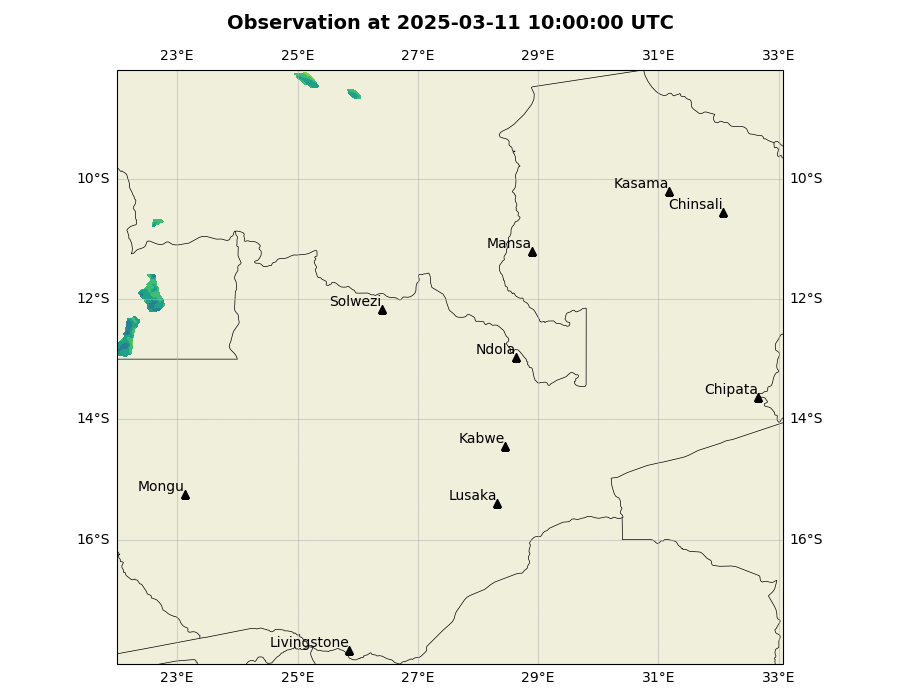 Observation at 2025-03-11 10:00:00 UTC
23°E 25°E 27°E 29°E 31°E 33°E
10°S 10°S
Kasama
Chinsali
Mansa
12°S 12°S
Solwezi
Ndola
Chipata
14°S 14°S
Kabwe
Mongu
Lusaka
16°S 16°S
Livingstone
23°E 25°E 27°E 29°E 31°E 33°E